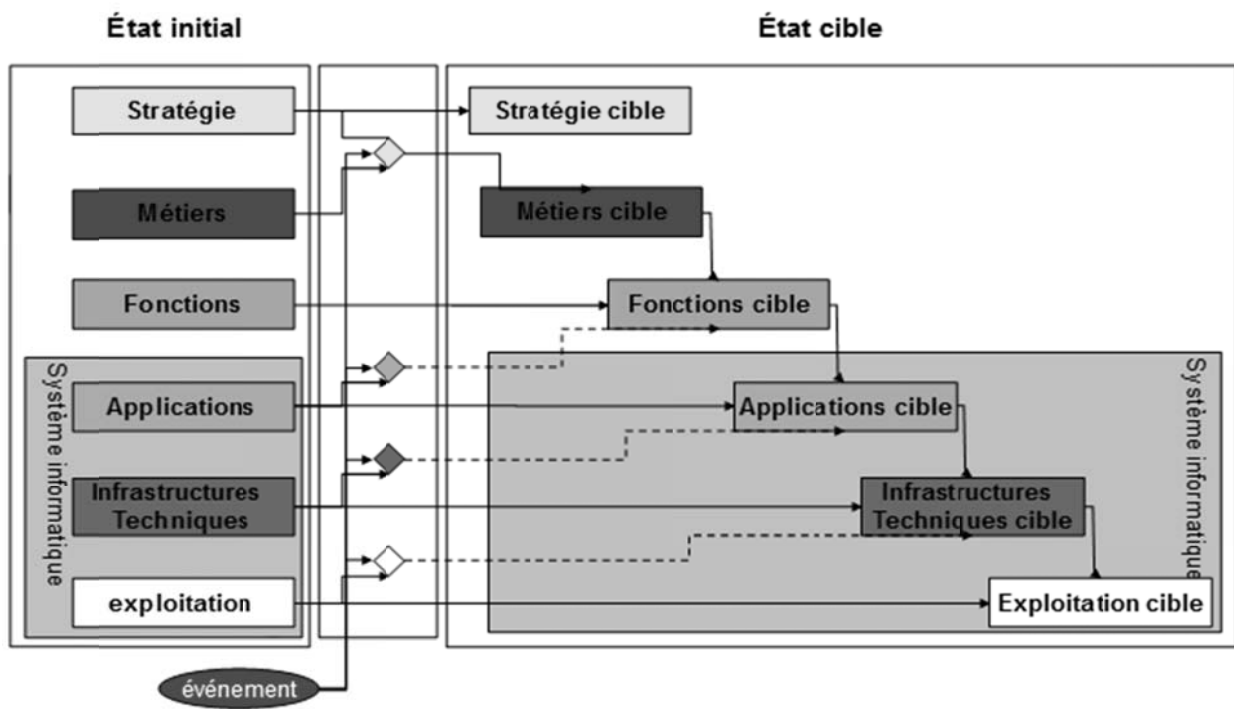 État initial
État cible
Stratégie
Stratégie cible
Métiers
Métiers cible
Fonctions
Fonctions cible
Système informatique
Applications
Applications cible
Système informatique
Infrastructures
Techniques
Infrastructures
Techniques cible
exploitation
Exploitation cible
événement